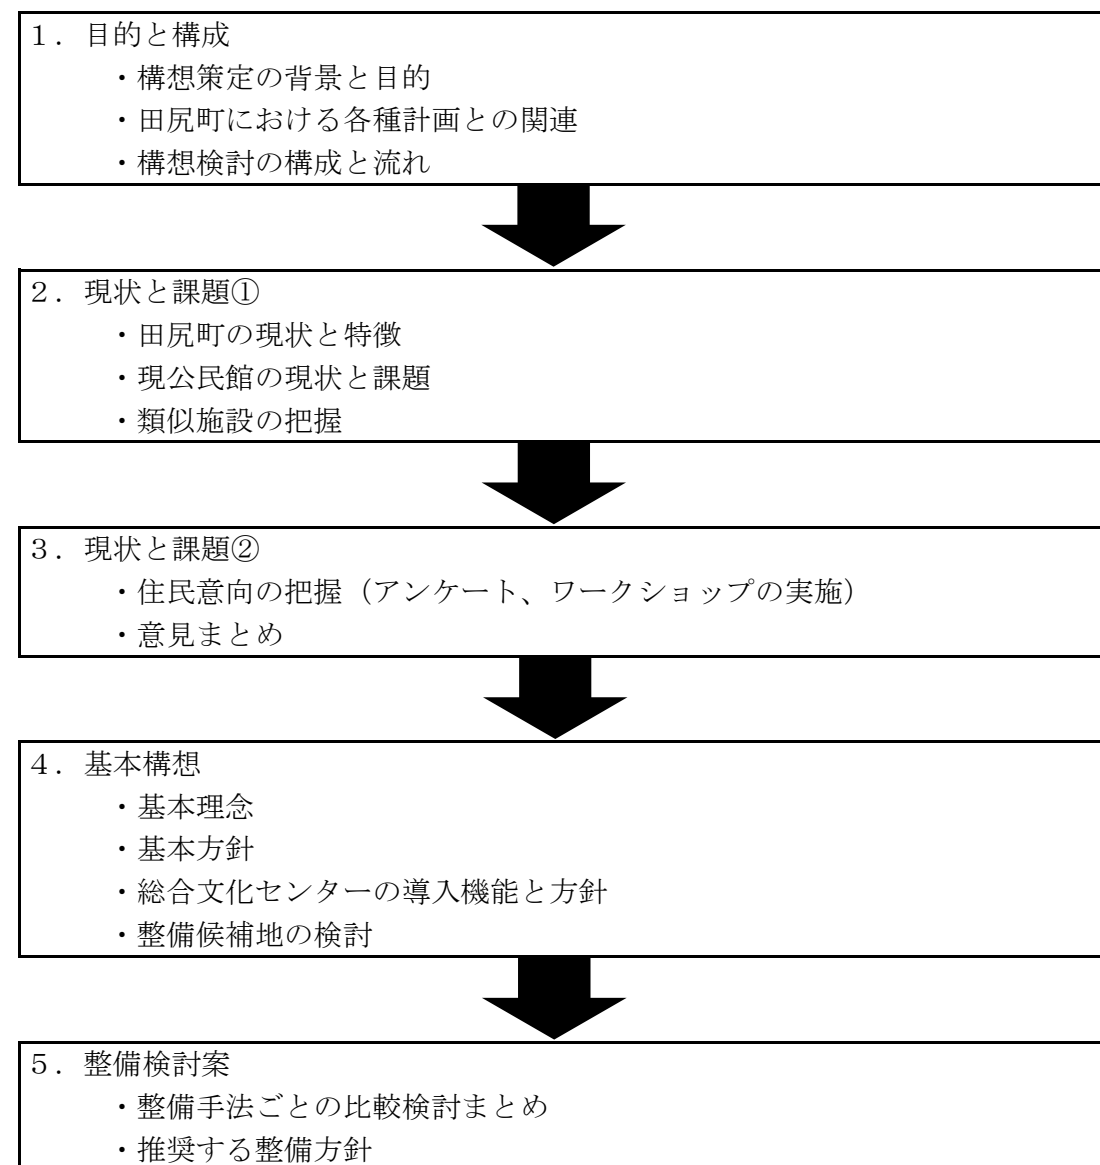 １．目的と構成
・構想策定の背景と目的
・田尻町における各種計画との関連
・構想検討の構成と流れ
２．現状と課題①
・田尻町の現状と特徴
・現公民館の現状と課題
・類似施設の把握
３．現状と課題②
・住民意向の把握（アンケート、ワークショップの実施）
・意見まとめ
４．基本構想
・基本理念
・基本方針
・総合文化センターの導入機能と方針
・整備候補地の検討
５．整備検討案
・整備手法ごとの比較検討まとめ
・推奨する整備方針